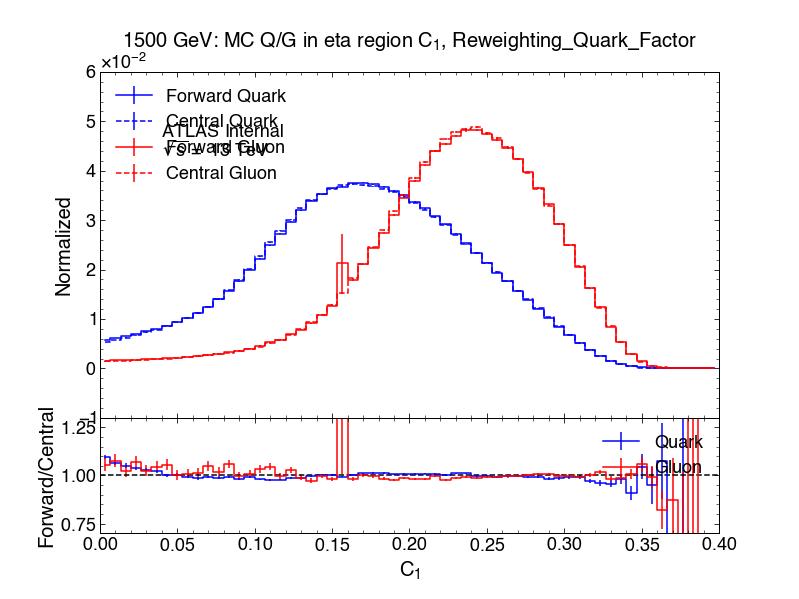 1500 GeV: MC Q/G in eta region C₁, Reweighting_Quark_Factor
×10⁻²
6
5
4
3
2
1
0
−1
Normalized
Forward Quark
Central Quark
ATLAS Internal
Forward Gluon
√s = 13 TeV
Central Gluon
1.25
1.00
0.75
Forward/Central
Quark
Gluon
0.00 0.05 0.10 0.15 0.20 0.25 0.30 0.35 0.40
C₁